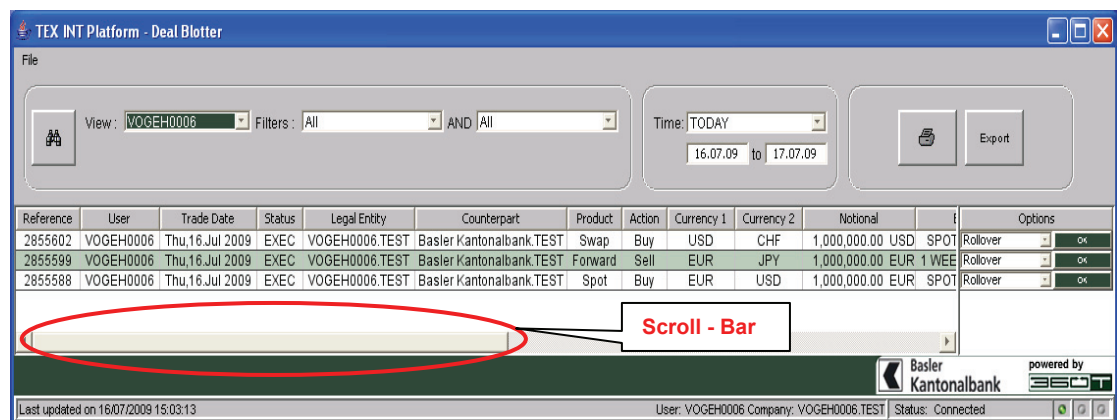 TEX INT Platform - Deal Blotter
File
View : VOGEH0006 Filters : All AND All Time: TODAY
16.07.09 to 17.07.09
Export
Reference User Trade Date Status Legal Entity Counterpart Product Action Currency 1 Currency 2 Notional E Options
2855602 VOGEH0006 Thu,16.Jul 2009 EXEC VOGEH0006.TEST Basler Kantonalbank.TEST Swap Buy USD CHF 1,000,000.00 USD SPOT Rollover OK
2855599 VOGEH0006 Thu,16.Jul 2009 EXEC VOGEH0006.TEST Basler Kantonalbank.TEST Forward Sell EUR JPY 1,000,000.00 EUR 1 WEE Rollover OK
2855588 VOGEH0006 Thu,16.Jul 2009 EXEC VOGEH0006.TEST Basler Kantonalbank.TEST Spot Buy EUR USD 1,000,000.00 EUR SPOT Rollover OK
Scroll - Bar
Basler
Kantonalbank
powered by
360T
Last updated on 16/07/2009 15:03:13 User: VOGEH0006 Company: VOGEH0006.TEST Status: Connected